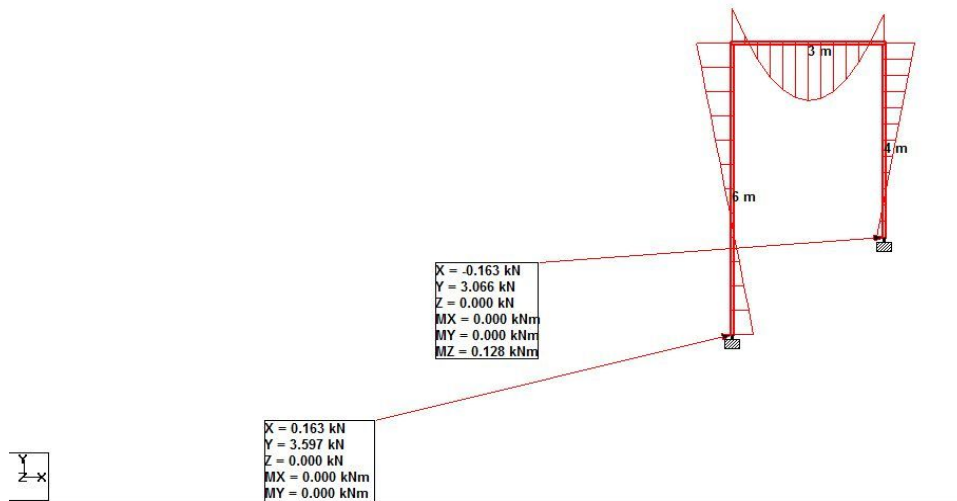 3 m
4 m
6 m
X = -0.163 kN
Y = 3.066 kN
Z = 0.000 kN
MX = 0.000 kNm
MY = 0.000 kNm
MZ = 0.128 kNm
X = 0.163 kN
Y = 3.597 kN
Z = 0.000 kN
MX = 0.000 kNm
MY = 0.000 kNm
Y
Z X